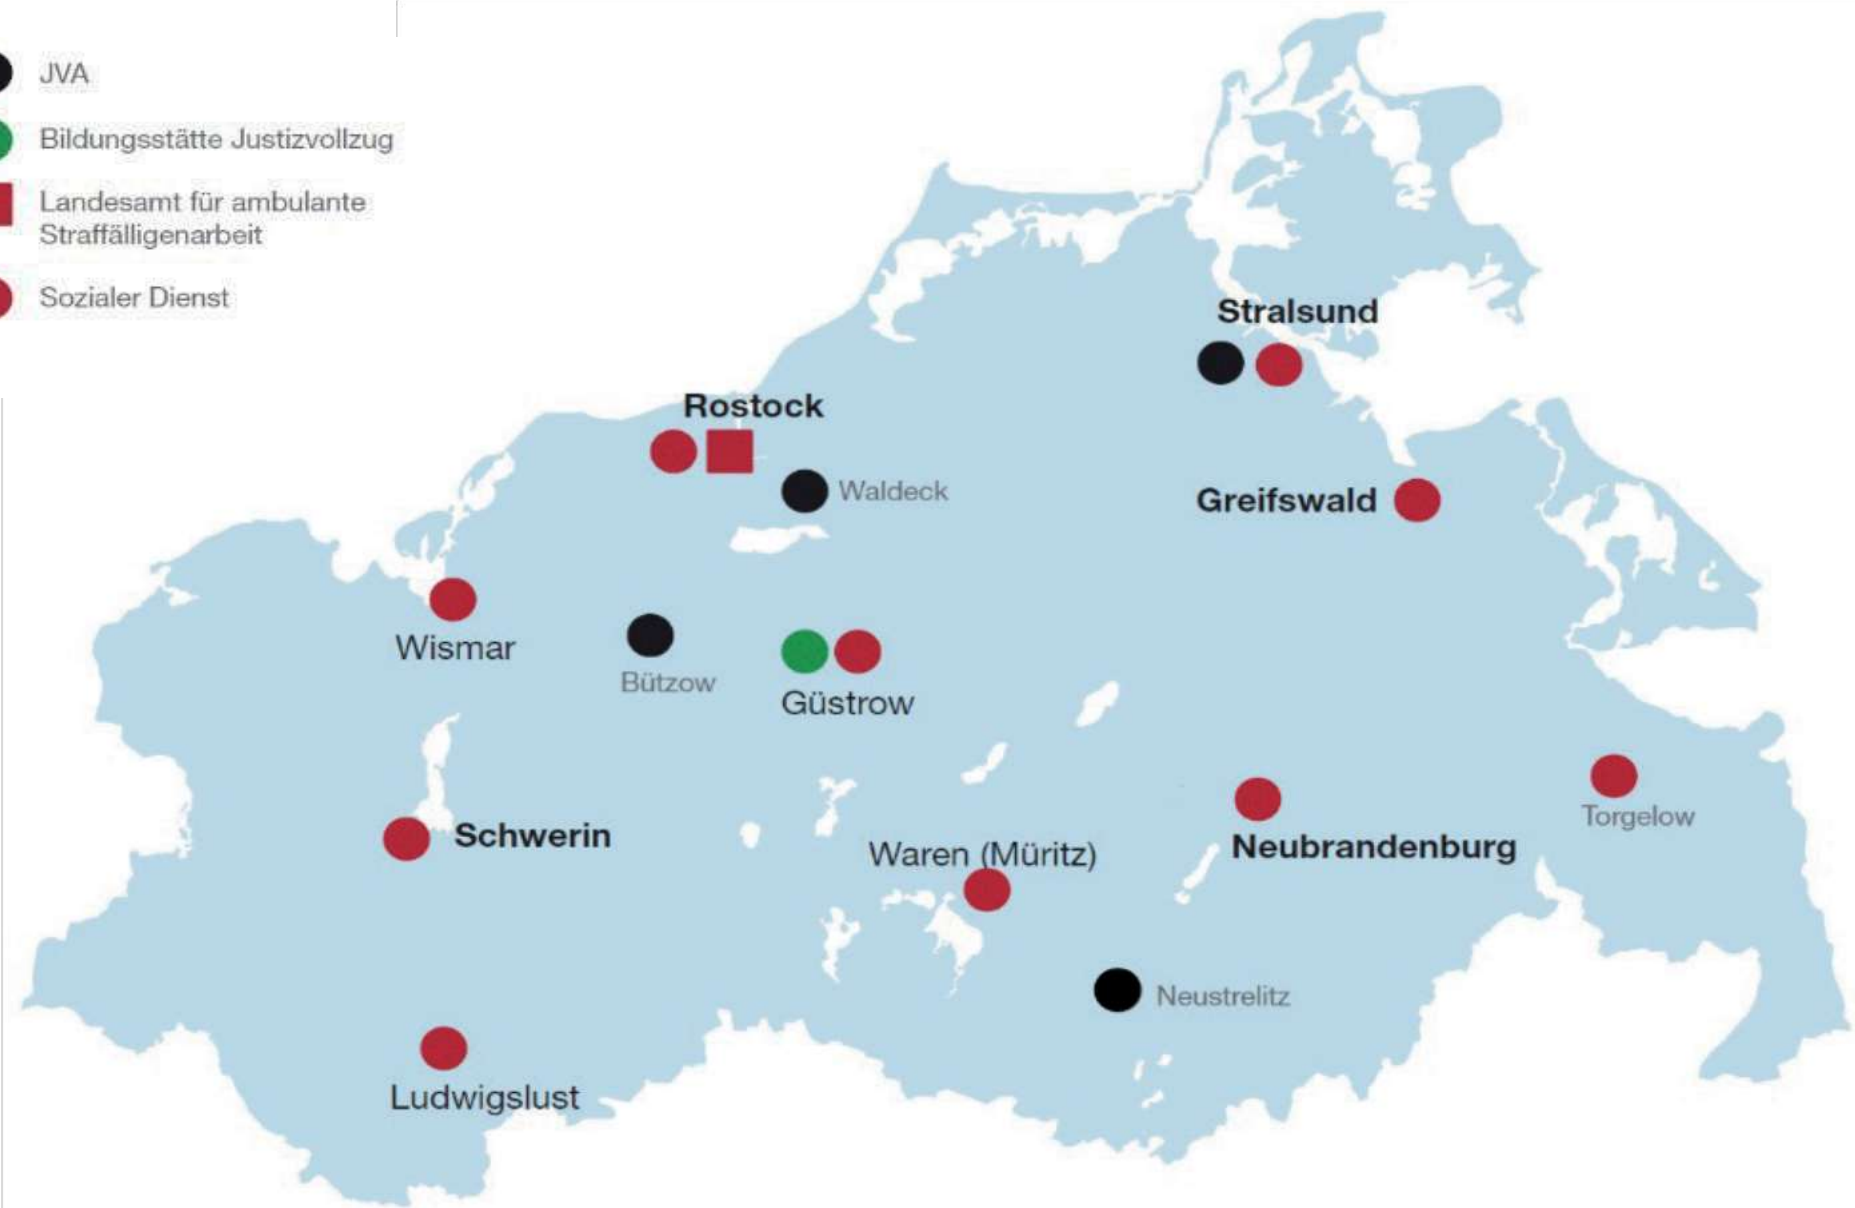 JVA
Bildungsstätte Justizvollzug
Landesamt für ambulante
Straffälligenarbeit
Sozialer Dienst
Stralsund
Rostock
Waldeck
Greifswald
Wismar
Bützow
Güstrow
Torgelow
Schwerin
Neubrandenburg
Waren (Müritz)
Neustrelitz
Ludwigslust